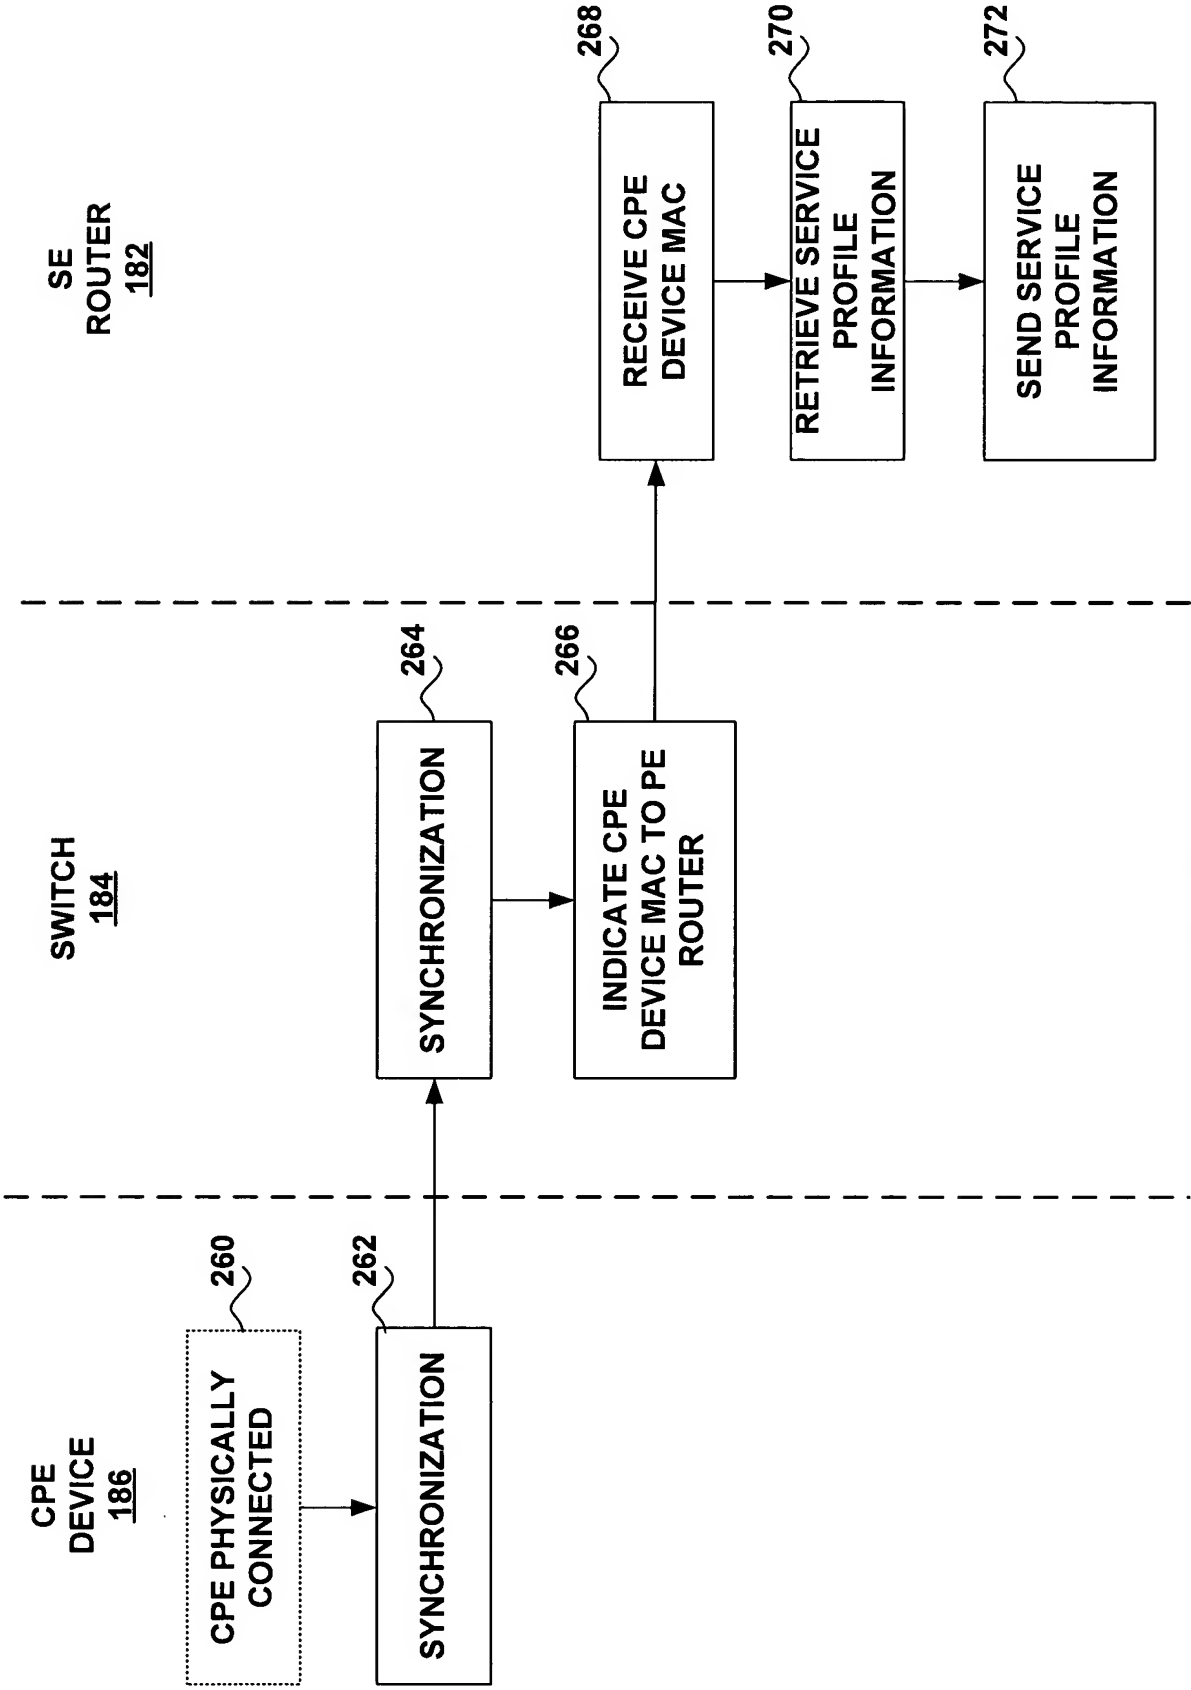 CPE
DEVICE
186
SWITCH
184
SE
ROUTER
182
260
CPE PHYSICALLY
CONNECTED
262
SYNCHRONIZATION
264
SYNCHRONIZATION
266
INDICATE CPE
DEVICE MAC TO PE
ROUTER
268
RECEIVE CPE
DEVICE MAC
270
RETRIEVE SERVICE
PROFILE
INFORMATION
272
SEND SERVICE
PROFILE
INFORMATION